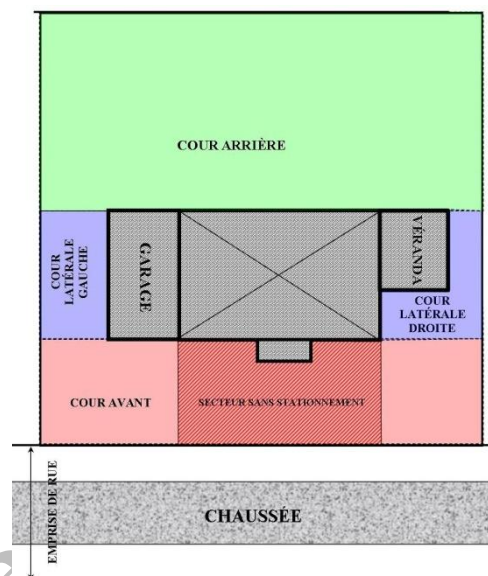 COUR ARRIÈRE
COUR
LATÉRALE
GAUCHE
GARAGE
VÉRANDA
COUR
LATÉRALE
DROITE
COUR AVANT
SECTEUR SANS STATIONNEMENT
EMPRISE DE RUE
CHAUSSÉE